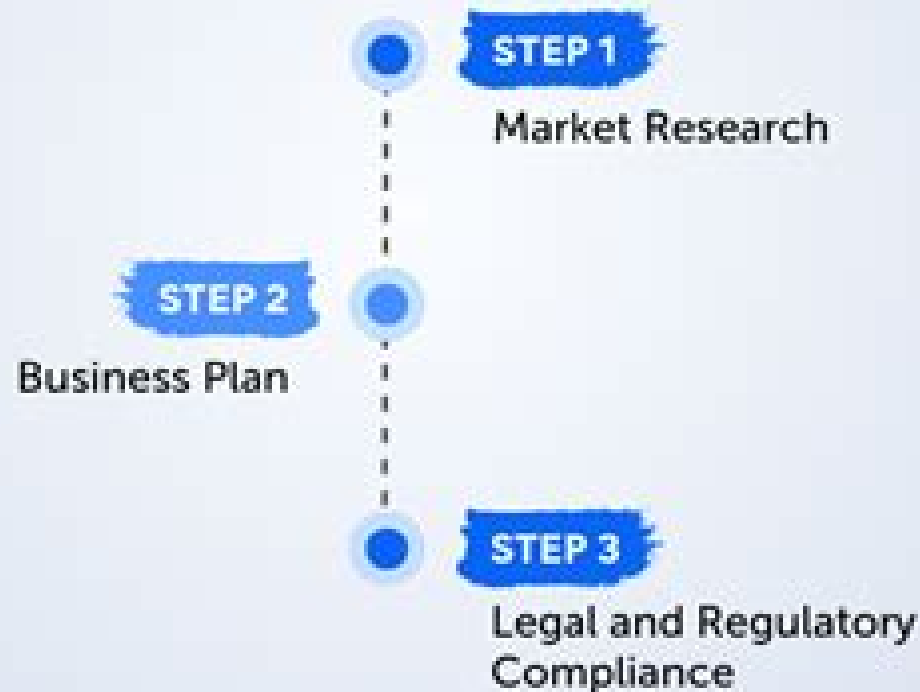 STEP 1
Market Research
STEP 2
Business Plan
STEP 3
Legal and Regulatory
Compliance